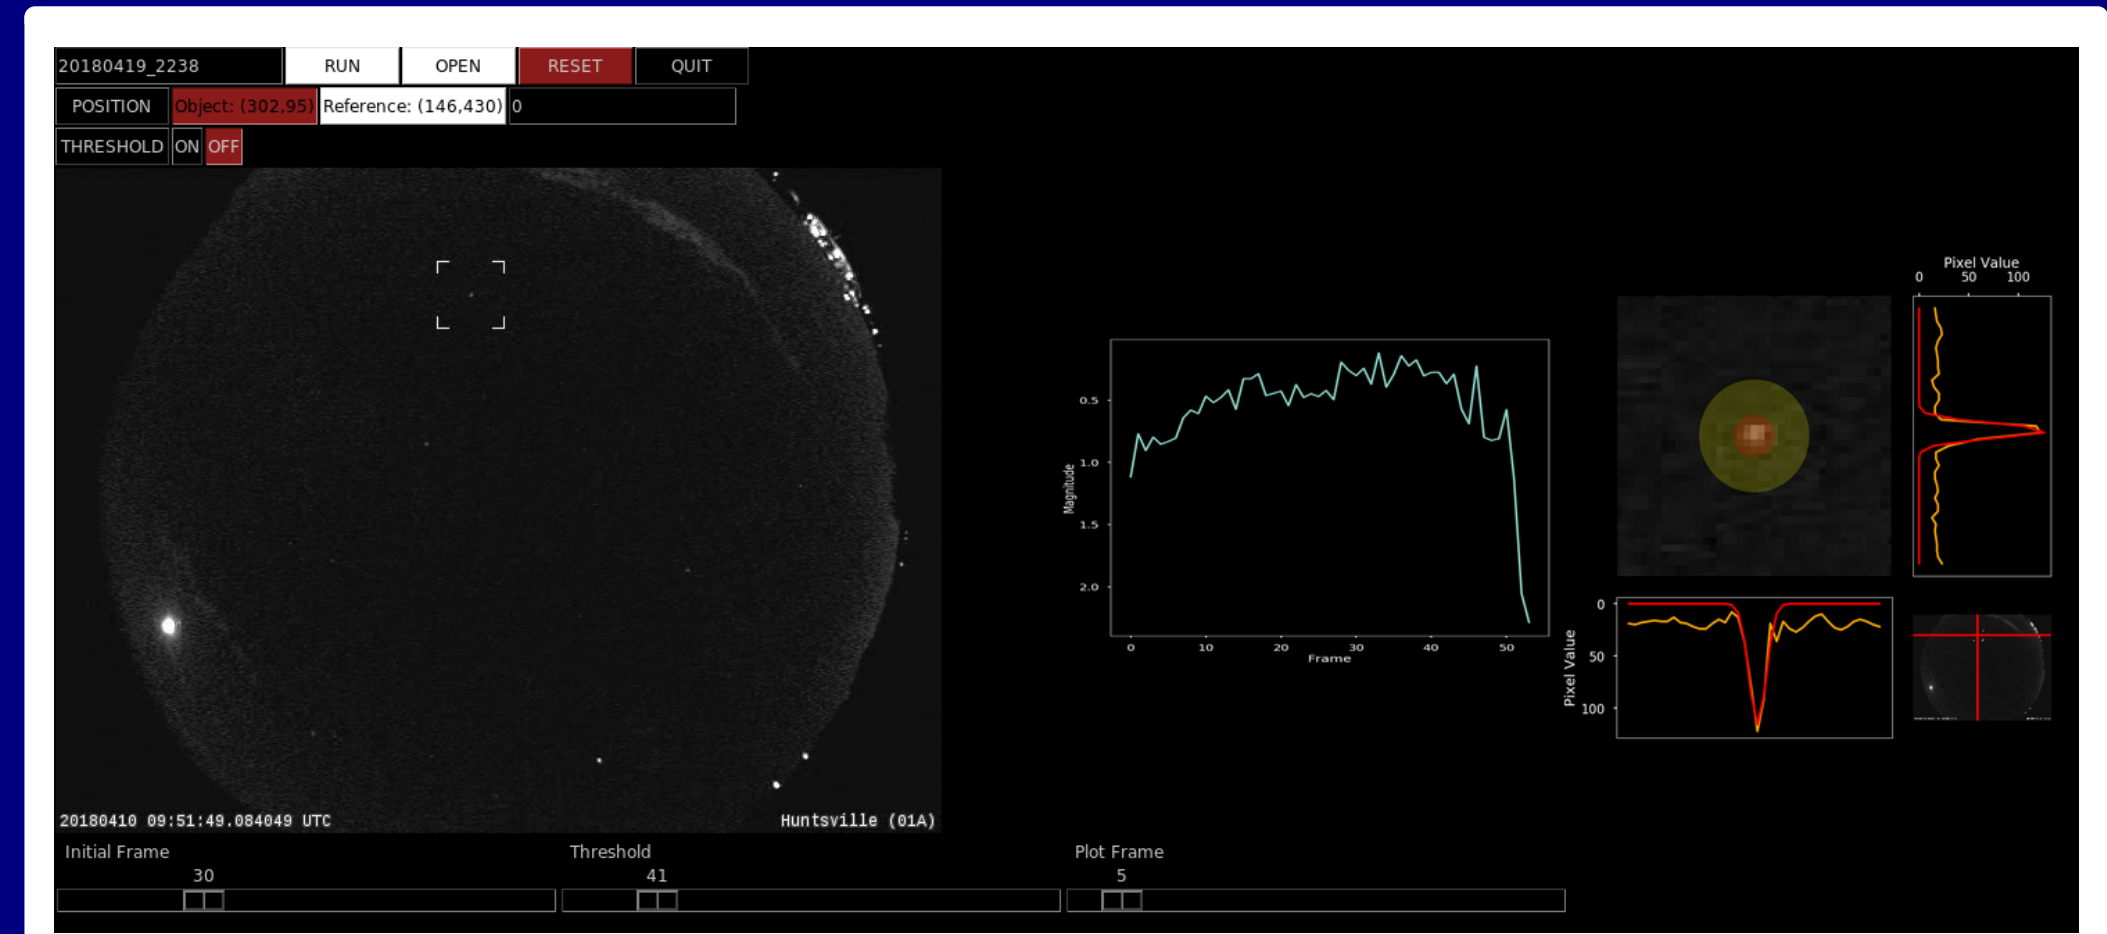 20180419_2238 RUN OPEN RESET QUIT
POSITION Object: (302,95) Reference: (146,430) 0
THRESHOLD ON OFF
20180410 09:51:49.084049 UTC
Huntsville (01A)
Initial Frame
30
Threshold
41
Plot Frame
5
Magnitude
0.5
1.0
1.5
2.0
0 10 20 30 40 50
Frame
Pixel Value
0 50 100
Pixel Value
0
50
100